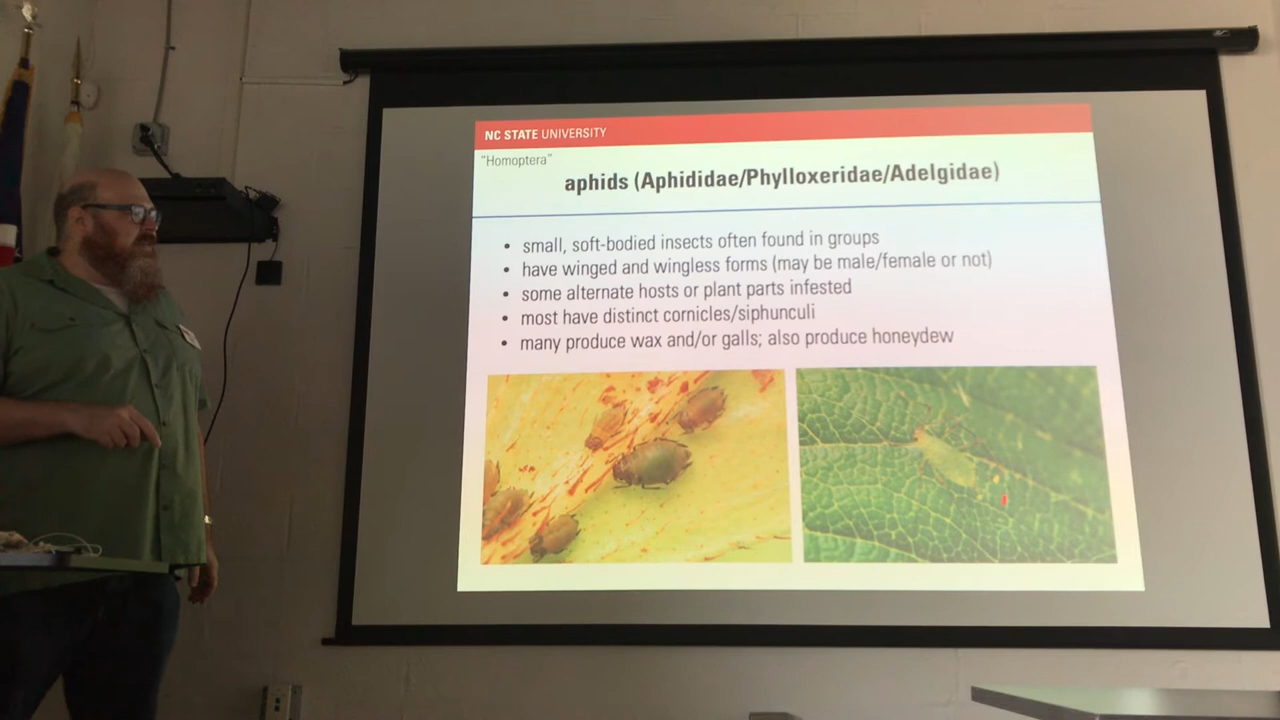 NC STATE UNIVERSITY
"Homoptera"
aphids (Aphididae/Phylloxeridae/Adelgidae)
• small, soft-bodied insects often found in groups
• have winged and wingless forms (may be male/female or not)
• some alternate hosts or plant parts infested
• most have distinct cornicles/siphunculi
• many produce wax and/or galls; also produce honeydew